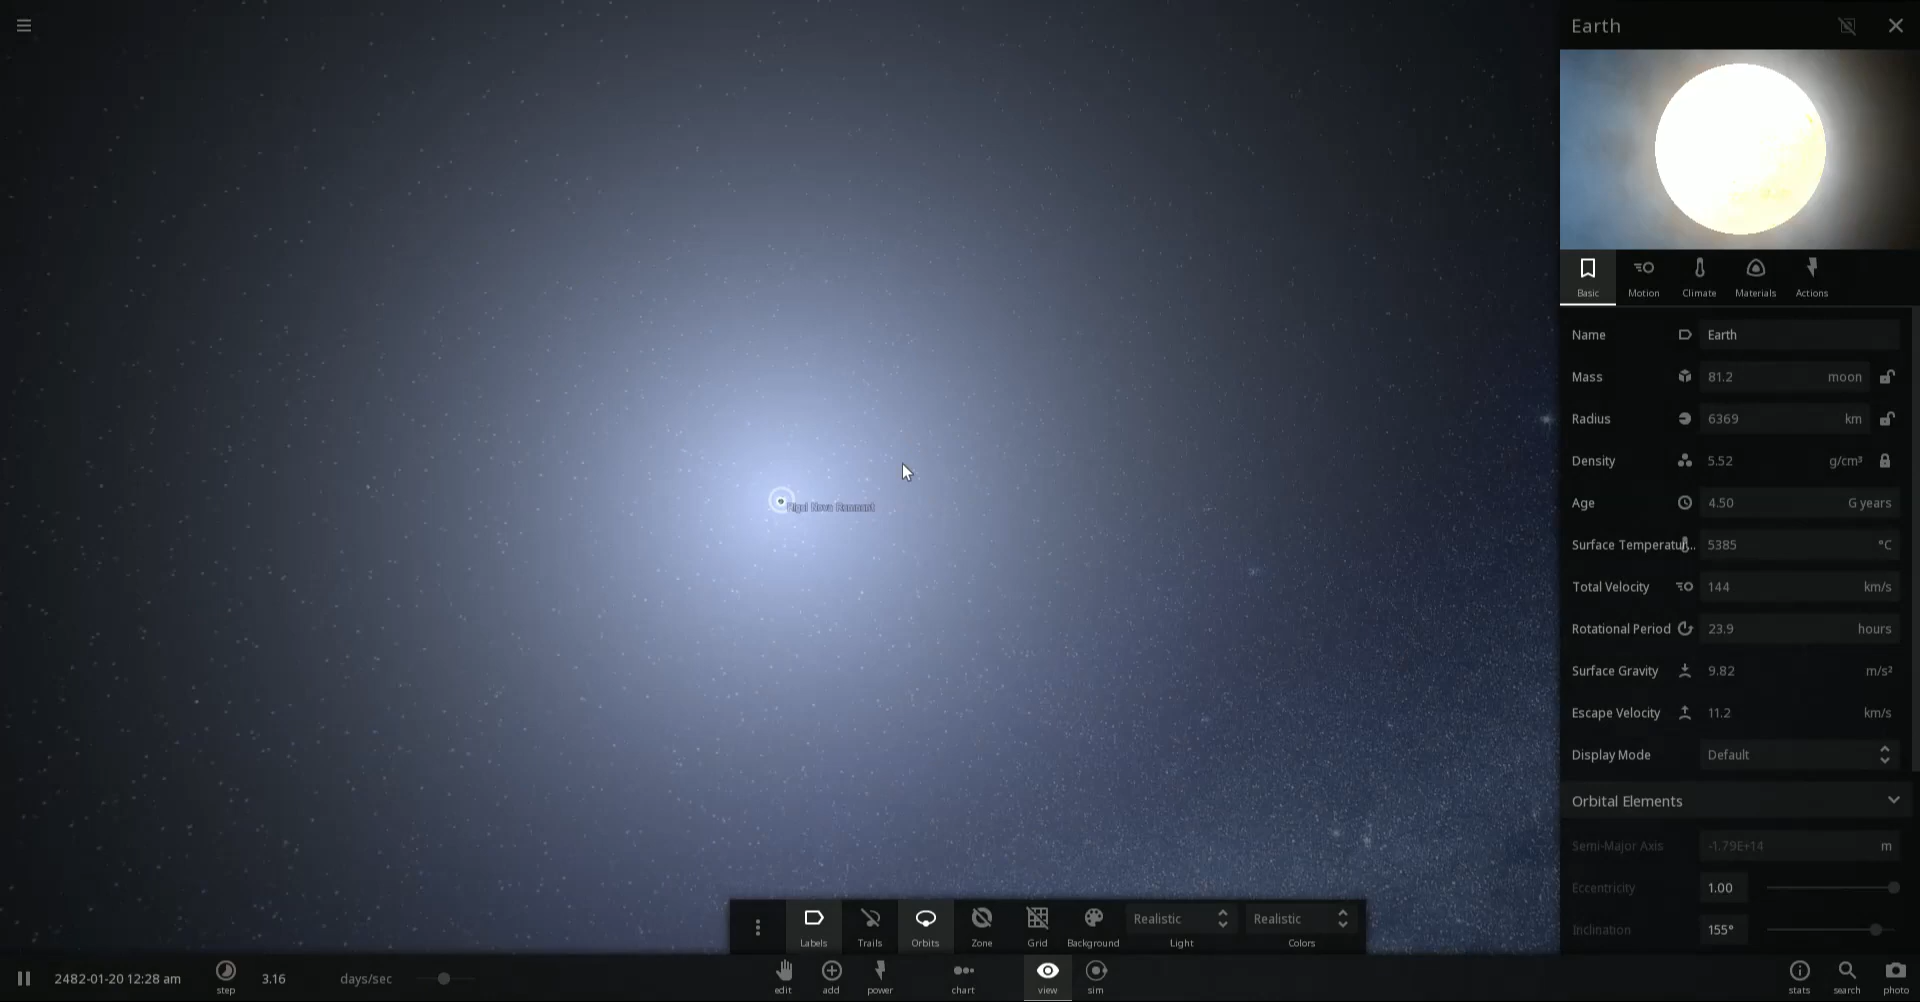 Earth
Basic
Motion
Climate
Materials
Actions
Name Earth
Mass 81.2 moon
Radius 6369 km
Density 5.52 g/cm³
Age 4.50 G years
Surface Temperatur... 5385 °C
Total Velocity 144 km/s
Rotational Period 23.9 hours
Surface Gravity 9.82 m/s²
Escape Velocity 11.2 km/s
Display Mode Default
Orbital Elements
Semi-Major Axis -1.79E+14 m
Eccentricity 1.00
Inclination 155°
Rigel Nova Remnant
Realistic
Realistic
Labels
Trails
Orbits
Zone
Grid
Background
Light
Colors
2482-01-20 12:28 am
step
3.16 days/sec
edit
add
power
chart
view
sim
stats
search
photo